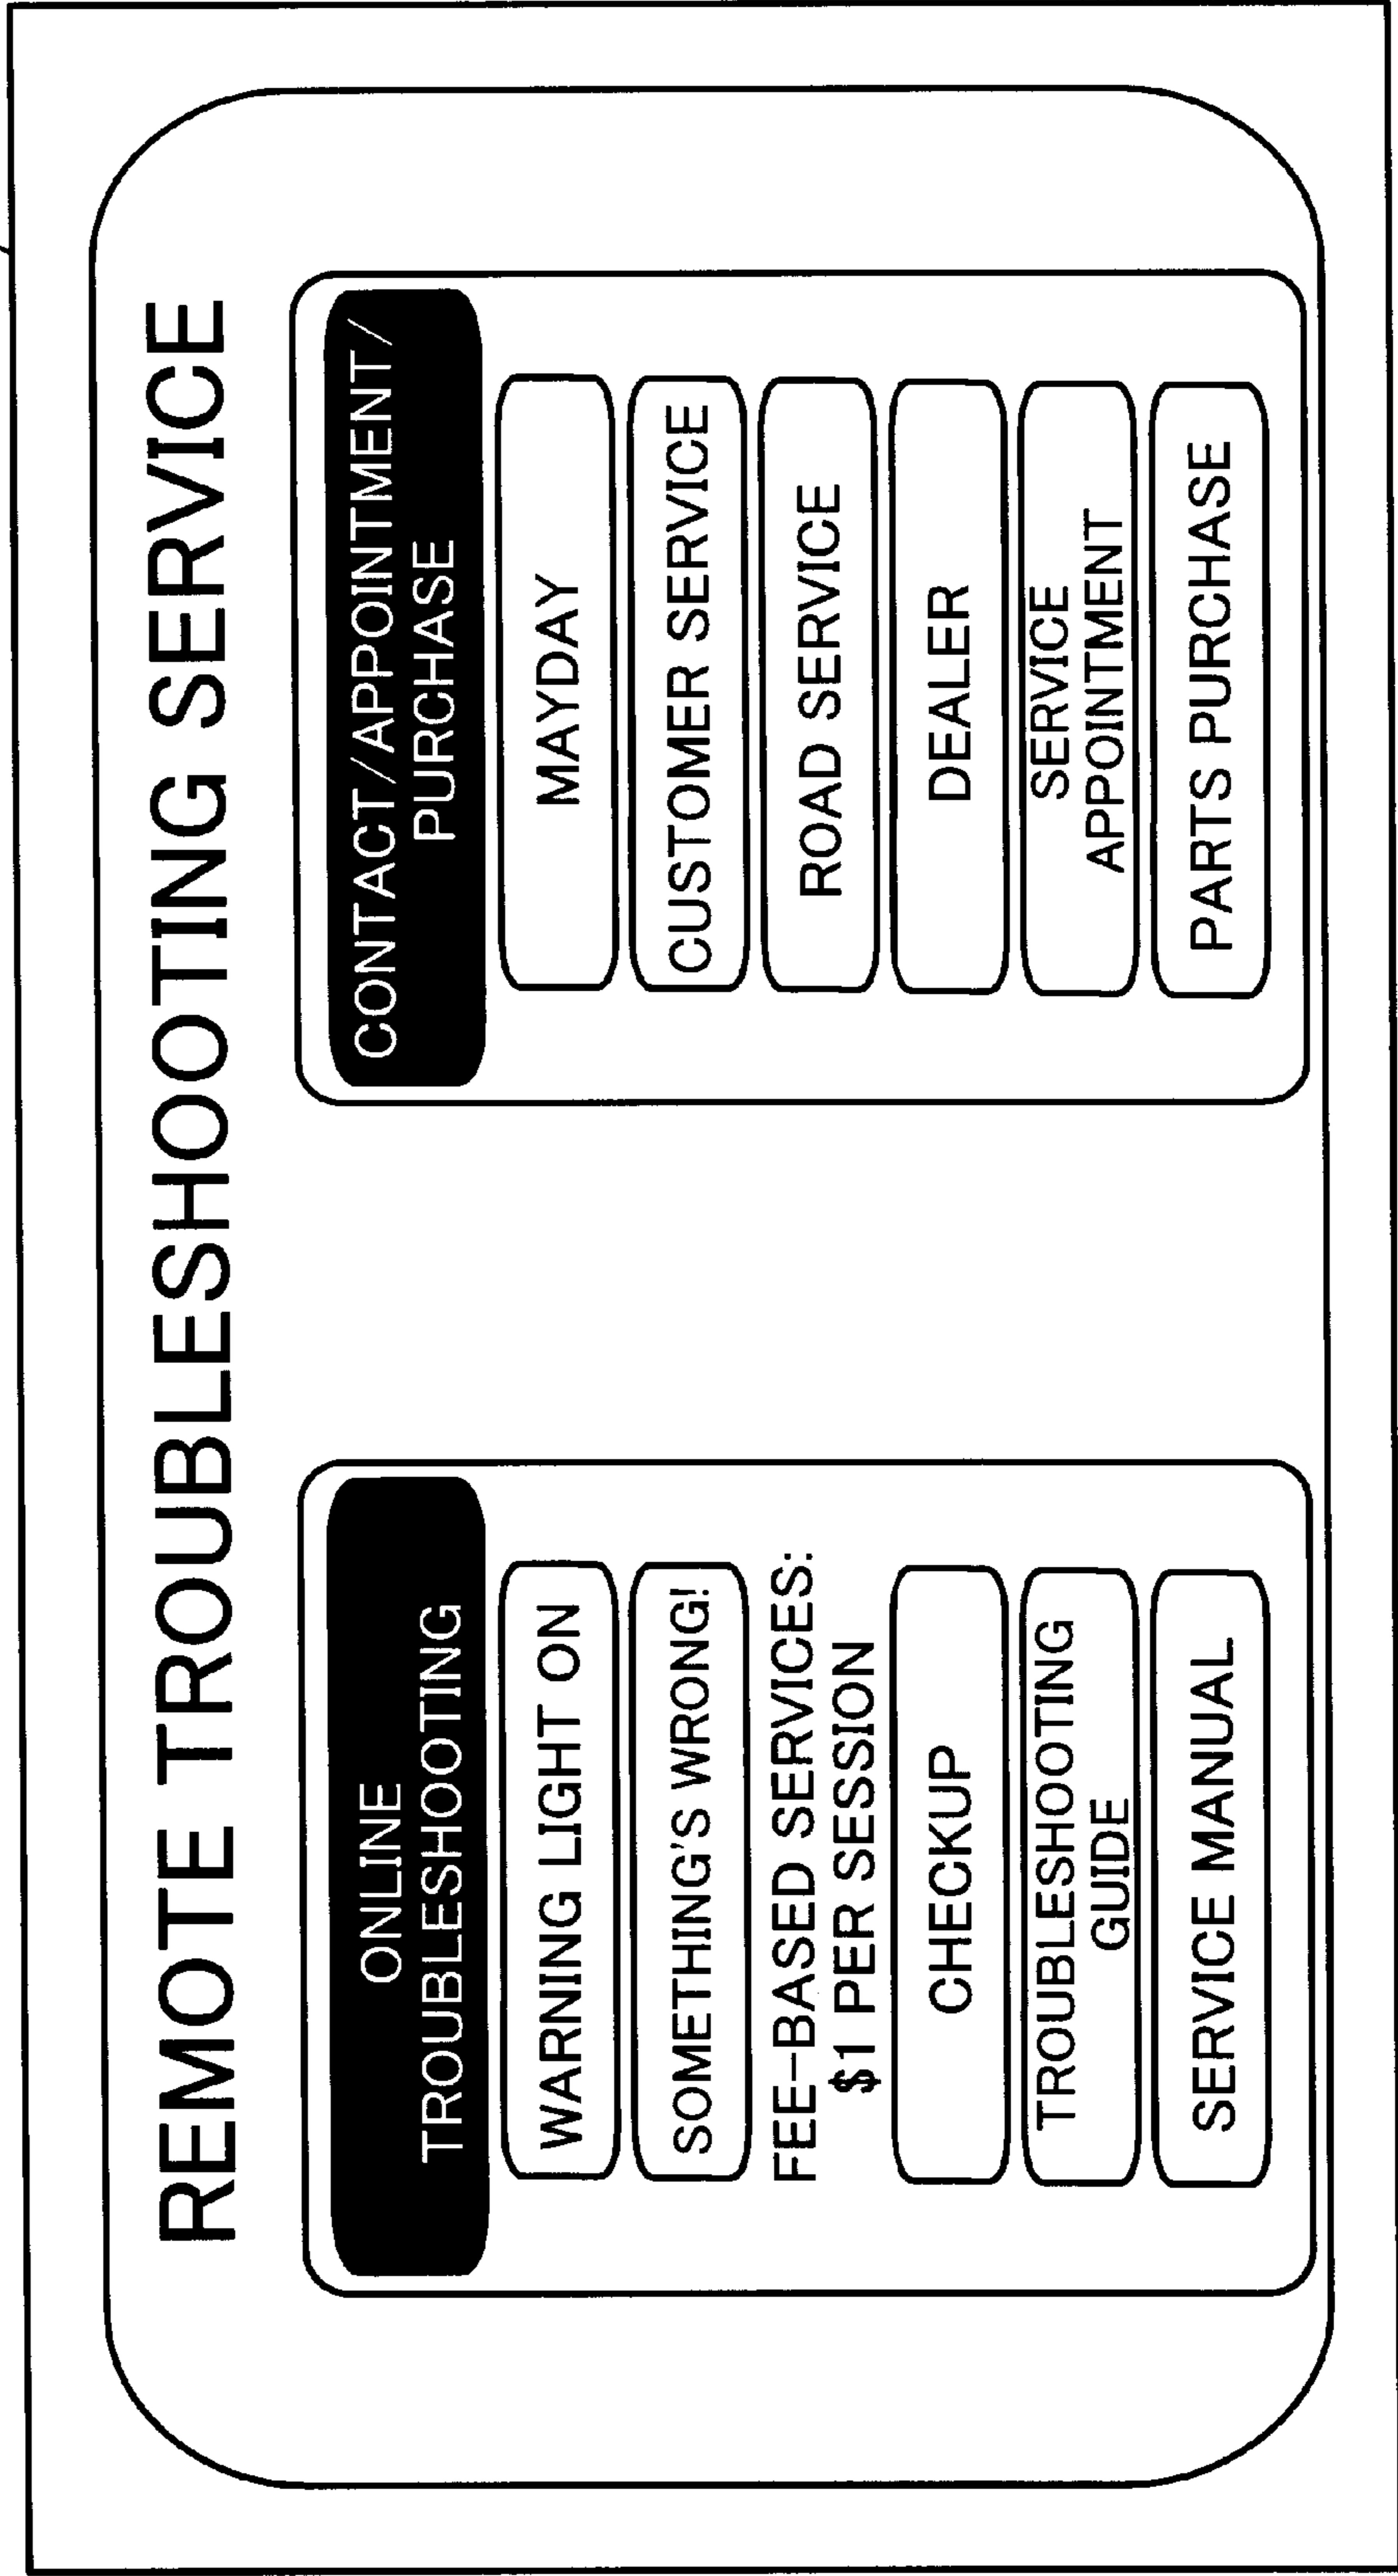 REMOTE TROUBLESHOOTING SERVICE
ONLINE
TROUBLESHOOTING
WARNING LIGHT ON
SOMETHING'S WRONG!
FEE-BASED SERVICES:
$1 PER SESSION
CHECKUP
TROUBLESHOOTING
GUIDE
SERVICE MANUAL
CONTACT/APPOINTMENT/
PURCHASE
MAYDAY
CUSTOMER SERVICE
ROAD SERVICE
DEALER
SERVICE
APPOINTMENT
PARTS PURCHASE